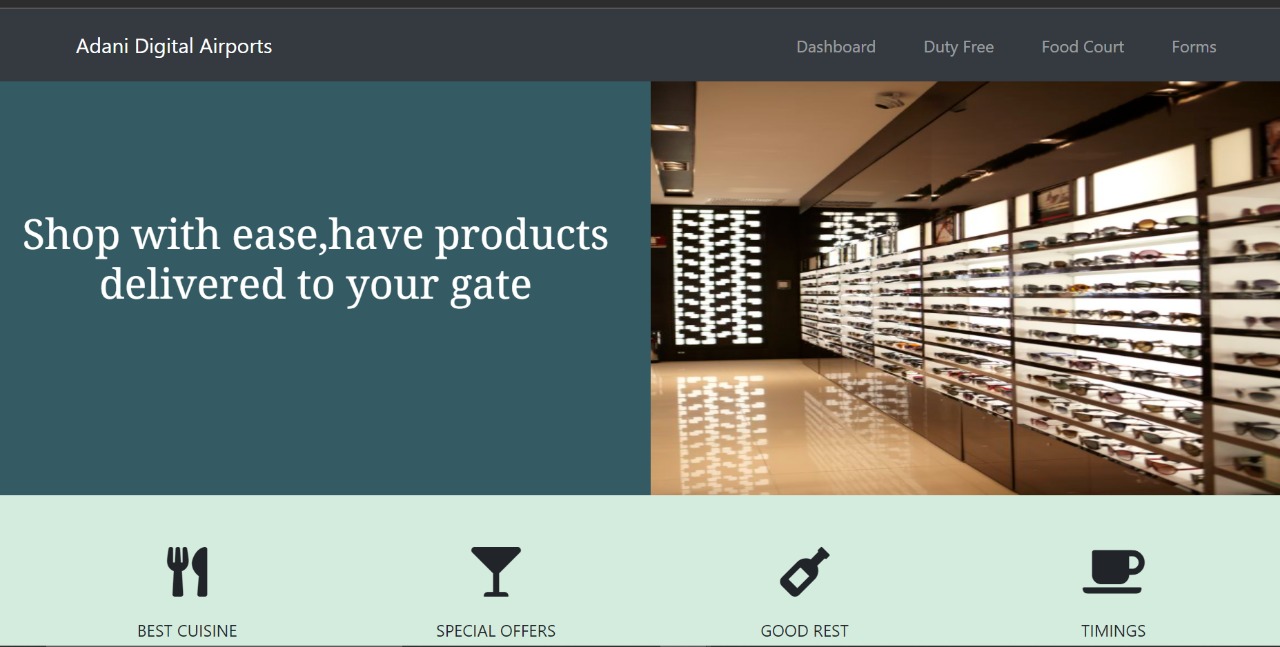 Adani Digital Airports
Dashboard Duty Free Food Court Forms
Shop with ease,have products
delivered to your gate
BEST CUISINE SPECIAL OFFERS GOOD REST TIMINGS